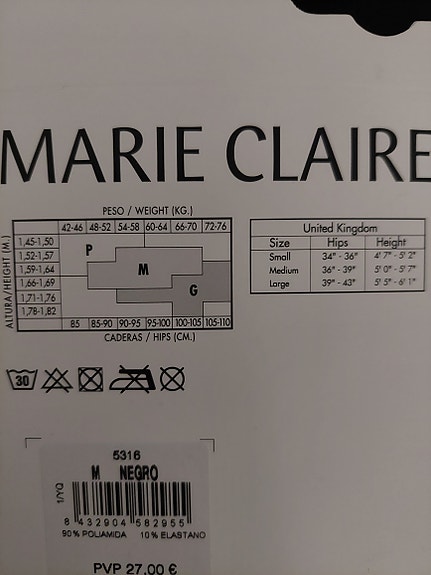 MARIE CLAIRE
PESO / WEIGHT (KG.)
42-46 48-52 54-58 60-64 66-70 72-76
ALTURA/HEIGHT (M.)
1,45-1,50
1,52-1,57
1,59-1,64
1,66-1,69
1,71-1,76
1,78-1,82
P
M
G
85 85-90 90-95 95-100 100-105 105-110
CADERAS / HIPS (CM.)
United Kingdom
Size Hips Height
Small 34" - 36" 4' 7" - 5' 2"
Medium 36" - 39" 5' 0" - 5' 7"
Large 39" - 43" 5' 5" - 6' 1"
30
5316
M NEGRO
1/YQ
8 432904 582955
90% POLIAMIDA 10% ELASTANO
PVP 27,00 €